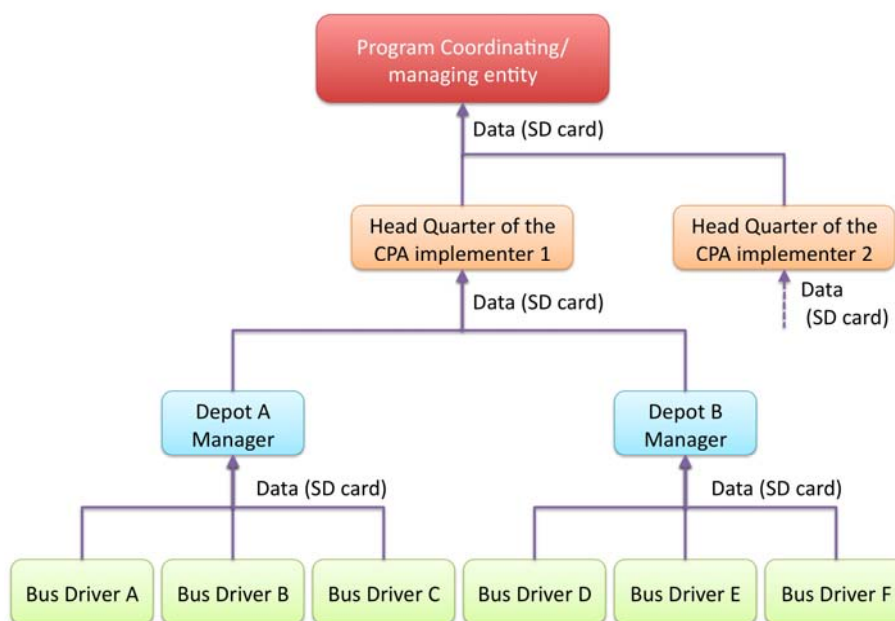 Program Coordinating/
managing entity
Data (SD card)
Head Quarter of the
CPA implementer 1
Head Quarter of the
CPA implementer 2
Data (SD card)
Data
(SD card)
Depot A
Manager
Depot B
Manager
Data (SD card)
Data (SD card)
Bus Driver A
Bus Driver B
Bus Driver C
Bus Driver D
Bus Driver E
Bus Driver F